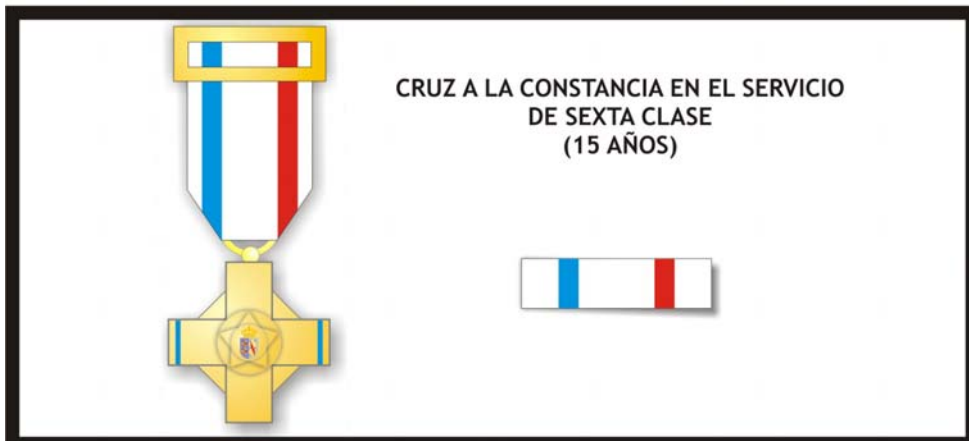 CRUZ A LA CONSTANCIA EN EL SERVICIO
DE SEXTA CLASE
(15 AÑOS)